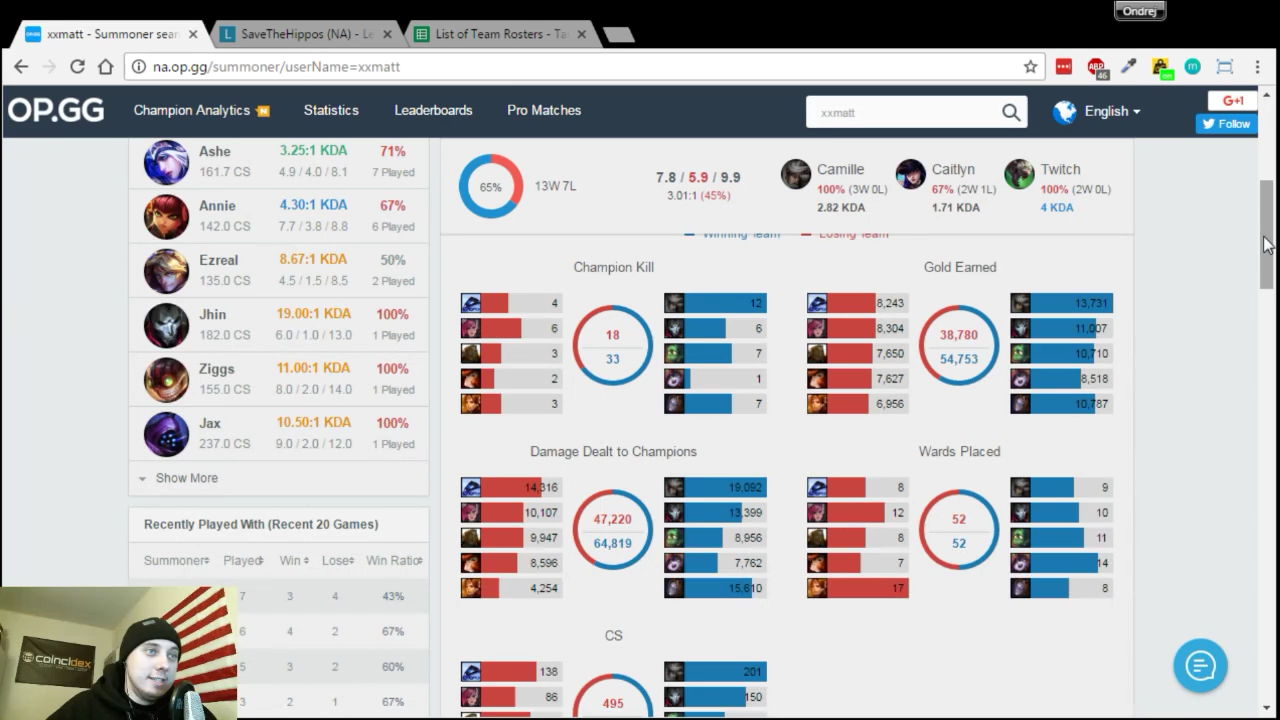 Ondrej
xxmatt - Summoner sear
SaveTheHippos (NA) - Le
List of Team Rosters - Ta
na.op.gg/summoner/userName=xxmatt
46
m
OP.GG
Champion Analytics N
Statistics
Leaderboards
Pro Matches
xxmatt
English
G+1
Follow
Ashe
3.25:1 KDA
71%
161.7 CS
4.9 / 4.0 / 8.1
7 Played
Annie
4.30:1 KDA
67%
142.0 CS
7.7 / 3.8 / 8.8
6 Played
Ezreal
8.67:1 KDA
50%
135.0 CS
4.5 / 1.5 / 8.5
2 Played
Jhin
19.00:1 KDA
100%
182.0 CS
6.0 / 1.0 / 13.0
1 Played
Ziggs
11.00:1 KDA
100%
155.0 CS
8.0 / 2.0 / 14.0
1 Played
Jax
10.50:1 KDA
100%
237.0 CS
9.0 / 2.0 / 12.0
1 Played
Show More
Recently Played With (Recent 20 Games)
Summoner
Played
Win
Lose
Win Ratio
7 3 4 43%
6 4 2 67%
5 3 2 60%
3 2 1 67%
65%
13W 7L
7.8 / 5.9 / 9.9
3.01:1 (45%)
Camille
100% (3W 0L)
2.82 KDA
Caitlyn
67% (2W 1L)
1.71 KDA
Twitch
100% (2W 0L)
4 KDA
Winning Team
Losing Team
Champion Kill
4
6
3
2
3
18
33
12
6
7
1
7
Gold Earned
8,243
8,304
7,650
7,627
6,956
38,780
54,753
13,731
11,007
10,710
8,518
10,787
Damage Dealt to Champions
14,316
10,107
9,947
8,596
4,254
47,220
64,819
19,092
13,399
8,956
7,762
15,610
Wards Placed
8
12
8
7
17
52
52
9
10
11
14
8
CS
138
86
495
201
150
coincidex